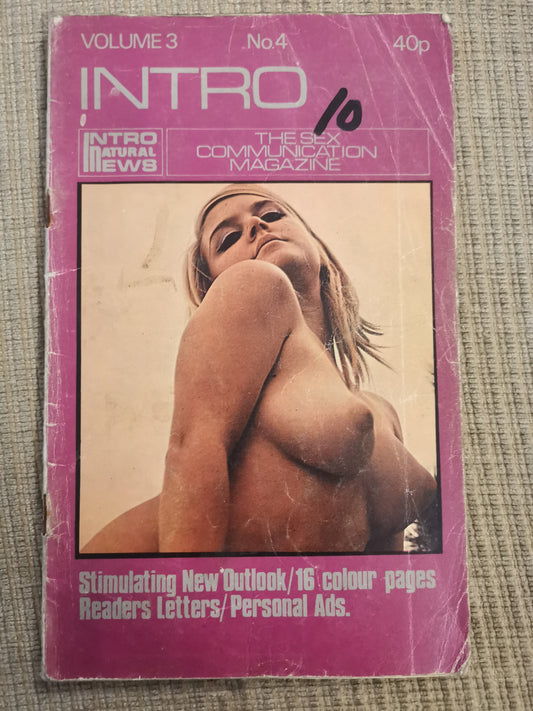 VOLUME 3 No.4 40p
INTRO
10
INTRO
NATURAL
NEWS
THE SEX
COMMUNICATION
MAGAZINE
Stimulating New Outlook/16 colour pages
Readers Letters/Personal Ads.